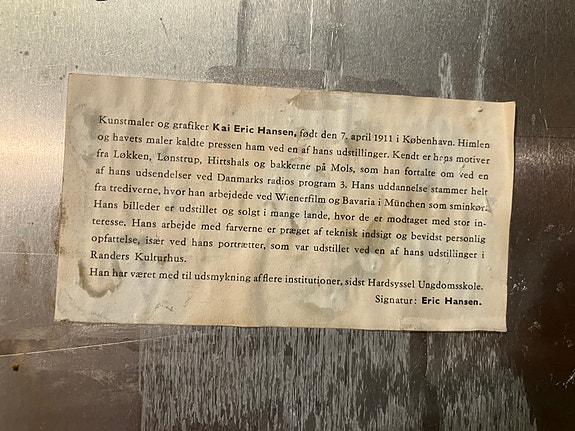 Kunstmaler og grafiker Kai Eric Hansen, født den 7. april 1911 i København. Himlen
og havets maler kaldte pressen ham ved en af hans udstillinger. Kendt er hans motiver
fra Løkken, Lønstrup, Hirtshals og bakkerne på Mols, som han fortalte om ved en
af hans udsendelser ved Danmarks radios program 3. Hans uddannelse stammer helt
fra trediverne, hvor han arbejdede ved Wienerfilm og Bavaria i München som sminkør.
Hans billeder er udstillet og solgt i mange lande, hvor de er modtaget med stor in-
teresse. Hans arbejde med farverne er præget af teknisk indsigt og bevidst personlig
opfattelse, især ved hans portrætter, som var udstillet ved en af hans udstillinger i
Randers Kulturhus.
Han har været med til udsmykning af flere institutioner, sidst Hardsyssel Ungdomsskole.
Signatur: Eric Hansen.